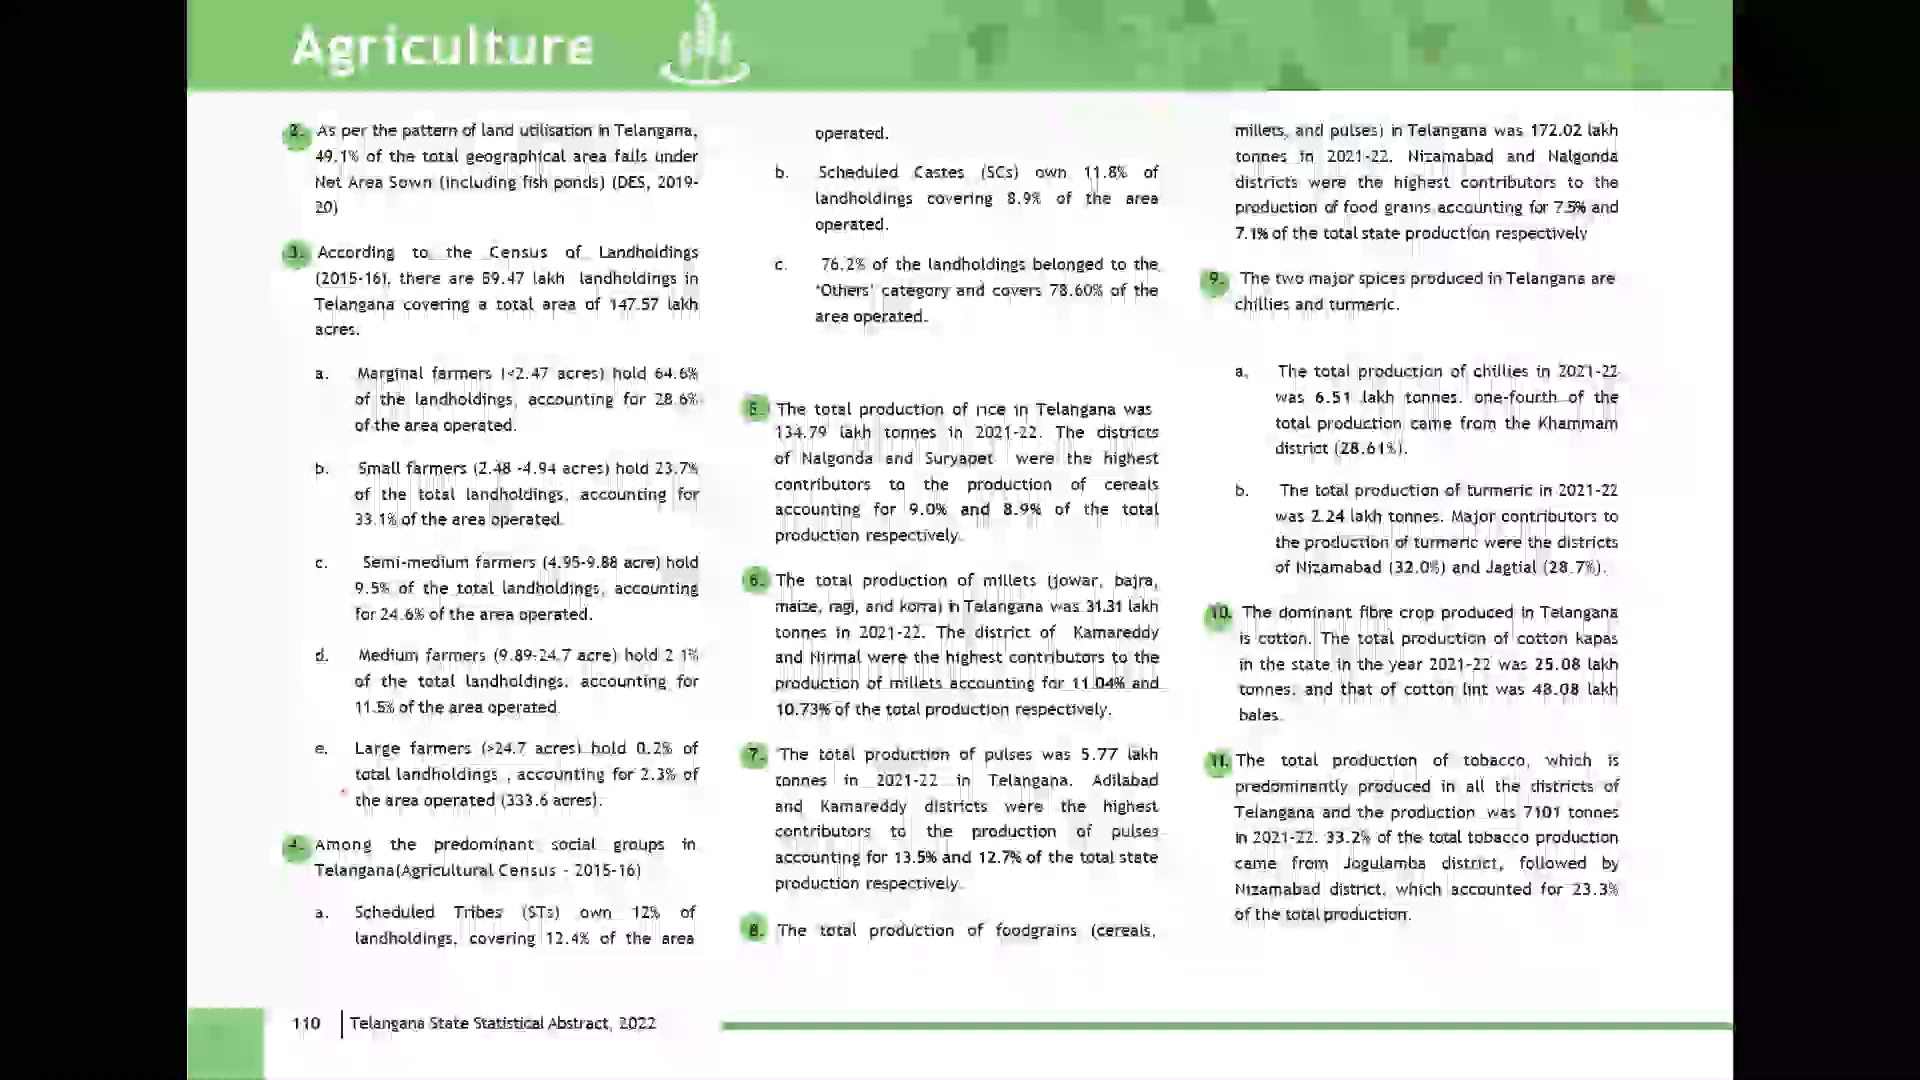 Agriculture
2. As per the pattern of land utilisation in Telangana,
49.1% of the total geographical area falls under
Net Area Sown (including fish ponds) (DES, 2019-
20)
3. According to the Census of Landholdings
(2015-16), there are 59.47 lakh landholdings in
Telangana covering a total area of 147.57 lakh
acres.
a. Marginal farmers (<2.47 acres) hold 64.6%
of the landholdings, accounting for 28.6%
of the area operated.
b. Small farmers (2.48 -4.94 acres) hold 23.7%
of the total landholdings, accounting for
33.1% of the area operated.
c. Semi-medium farmers (4.95-9.88 acre) hold
9.5% of the total landholdings, accounting
for 24.6% of the area operated.
d. Medium farmers (9.89-24.7 acre) hold 2.1%
of the total landholdings, accounting for
11.5% of the area operated
e. Large farmers (>24.7 acres) hold 0.2% of
total landholdings , accounting for 2.3% of
the area operated (333.6 acres).
4. Among the predominant social groups in
Telangana(Agricultural Census - 2015-16)
a. Scheduled Tribes (STs) own 12% of
landholdings, covering 12.4% of the area
operated.
b. Scheduled Castes (SCs) own 11.8% of
landholdings covering 8.9% of the area
operated.
c. 76.2% of the landholdings belonged to the
'Others' category and covers 78.60% of the
area operated.
5. The total production of rice in Telangana was
134.79 lakh tonnes in 2021-22. The districts
of Nalgonda and Suryapet were the highest
contributors to the production of cereals
accounting for 9.0% and 8.9% of the total
production respectively.
6. The total production of millets (jowar, bajra,
maize, ragi, and korra) in Telangana was 31.31 lakh
tonnes in 2021-22. The district of Kamareddy
and Nirmal were the highest contributors to the
production of millets accounting for 11.04% and
10.73% of the total production respectively.
7. The total production of pulses was 5.77 lakh
tonnes in 2021-22 in Telangana. Adilabad
and Kamareddy districts were the highest
contributors to the production of pulses
accounting for 13.5% and 12.7% of the total state
production respectively.
8. The total production of foodgrains (cereals,
millets, and pulses) in Telangana was 172.02 lakh
tonnes in 2021-22. Nizamabad and Nalgonda
districts were the highest contributors to the
production of food grains accounting for 7.5% and
7.1% of the total state production respectively
9. The two major spices produced in Telangana are
chillies and turmeric.
a. The total production of chillies in 2021-22
was 6.51 lakh tonnes. one-fourth of the
total production came from the Khammam
district (28.61%).
b. The total production of turmeric in 2021-22
was 2.24 lakh tonnes. Major contributors to
the production of turmeric were the districts
of Nizamabad (32.0%) and Jagtial (28.7%).
10. The dominant fibre crop produced in Telangana
is cotton. The total production of cotton kapas
in the state in the year 2021-22 was 25.08 lakh
tonnes, and that of cotton lint was 48.08 lakh
bales.
11. The total production of tobacco, which is
predominantly produced in all the districts of
Telangana and the production was 7101 tonnes
in 2021-22. 33.2% of the total tobacco production
came from Jogulamba district, followed by
Nizamabad district, which accounted for 23.3%
of the total production.
110 Telangana State Statistical Abstract, 2022